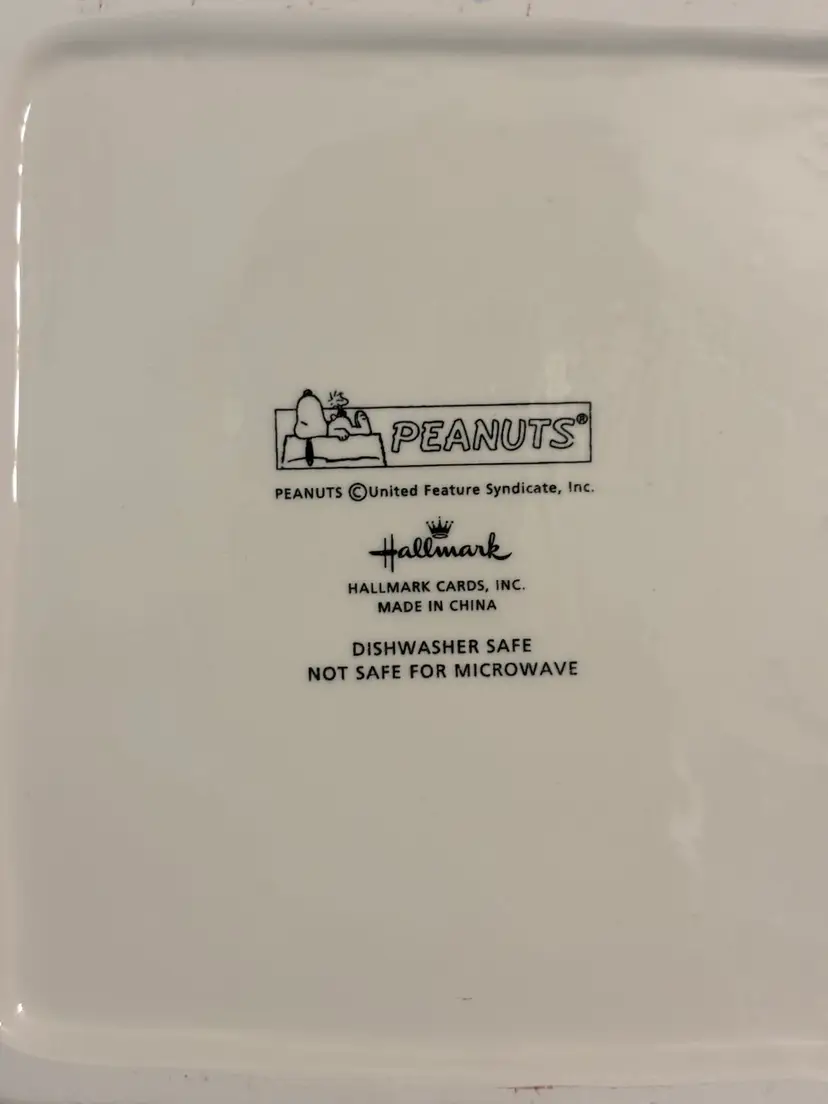 PEANUTS®
PEANUTS ©United Feature Syndicate, Inc.
Hallmark
HALLMARK CARDS, INC.
MADE IN CHINA
DISHWASHER SAFE
NOT SAFE FOR MICROWAVE